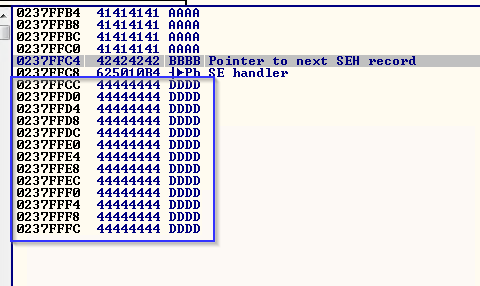 0237FFB4 41414141 AAAA
0237FFB8 41414141 AAAA
0237FFBC 41414141 AAAA
0237FFC0 41414141 AAAA
0237FFC4 42424242 BBBB Pointer to next SEH record
0237FFC8 625010B4 ┤►Pb SE handler
0237FFCC 44444444 DDDD
0237FFD0 44444444 DDDD
0237FFD4 44444444 DDDD
0237FFD8 44444444 DDDD
0237FFDC 44444444 DDDD
0237FFE0 44444444 DDDD
0237FFE4 44444444 DDDD
0237FFE8 44444444 DDDD
0237FFEC 44444444 DDDD
0237FFF0 44444444 DDDD
0237FFF4 44444444 DDDD
0237FFF8 44444444 DDDD
0237FFFC 44444444 DDDD